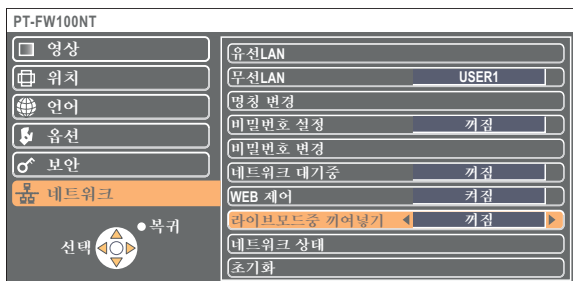 PT-FW100NT
영상
위치
언어
옵션
보안
네트워크
복귀
선택
유선LAN
무선LAN USER1
명칭 변경
비밀번호 설정 꺼짐
비밀번호 변경
네트워크 대기중 꺼짐
WEB 제어 켜짐
라이브모드중 끼여넣기 꺼짐
네트워크 상태
초기화